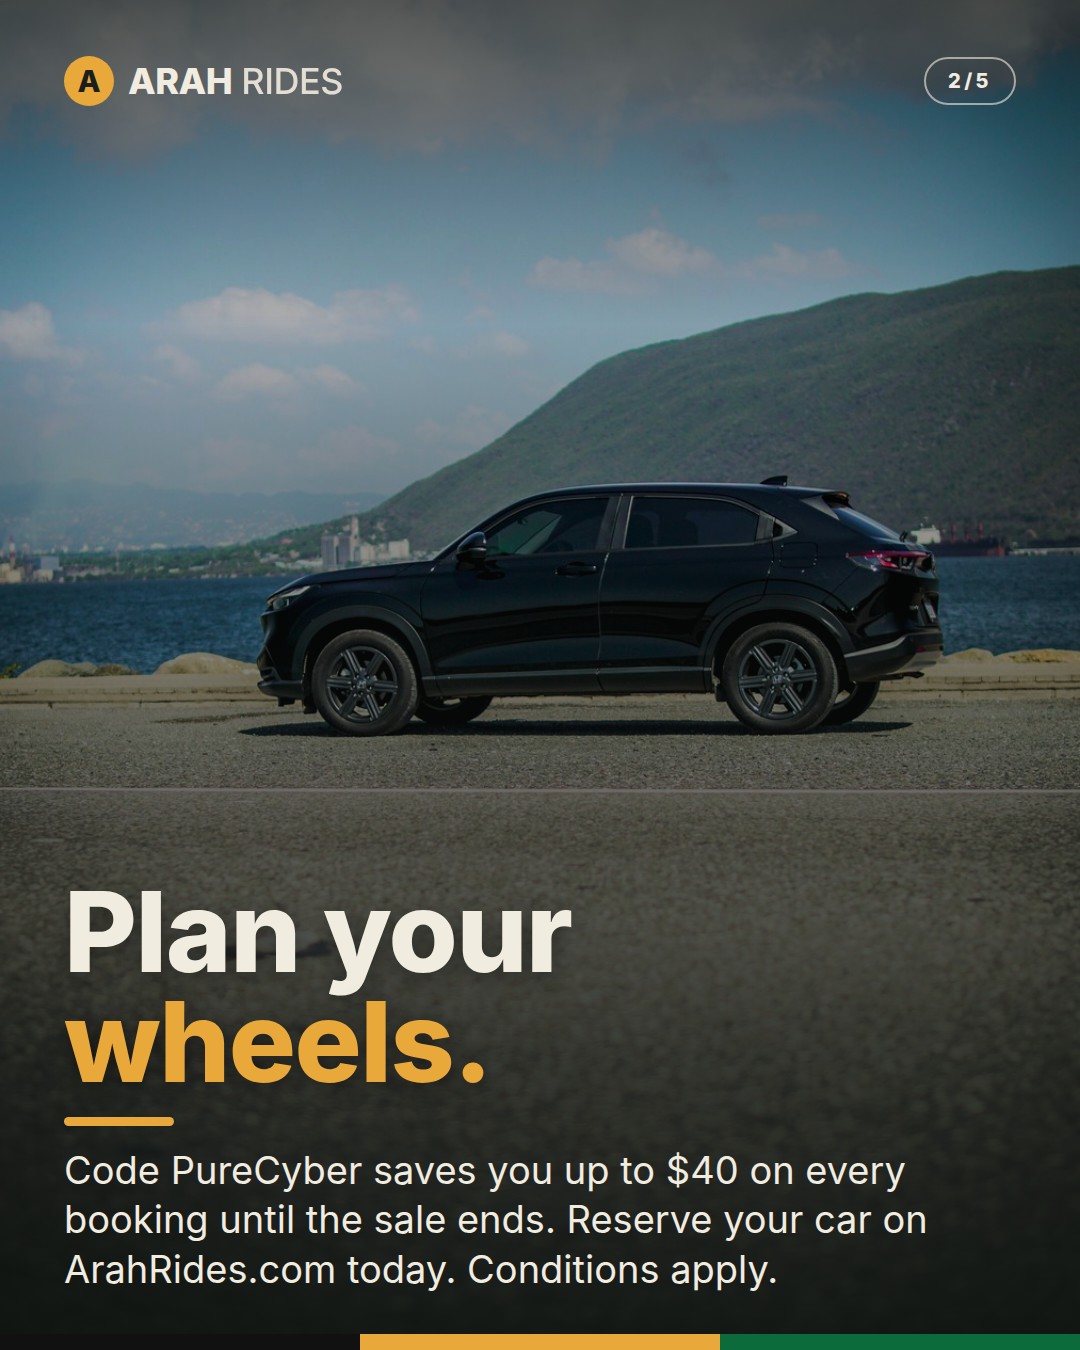 A ARAH RIDES
2/5
Plan your
wheels.
Code PureCyber saves you up to $40 on every
booking until the sale ends. Reserve your car on
ArahRides.com today. Conditions apply.